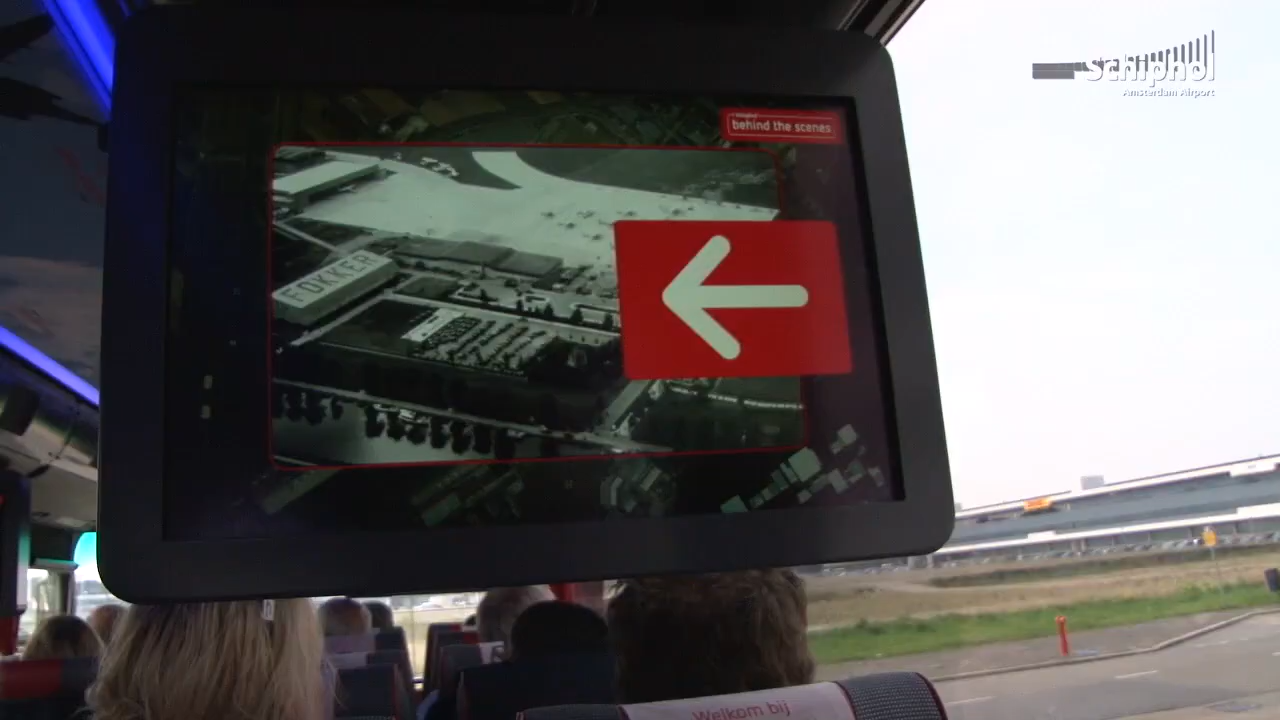 Schiphol
Amsterdam Airport
behind the scenes
FOKKER
Welkom bij